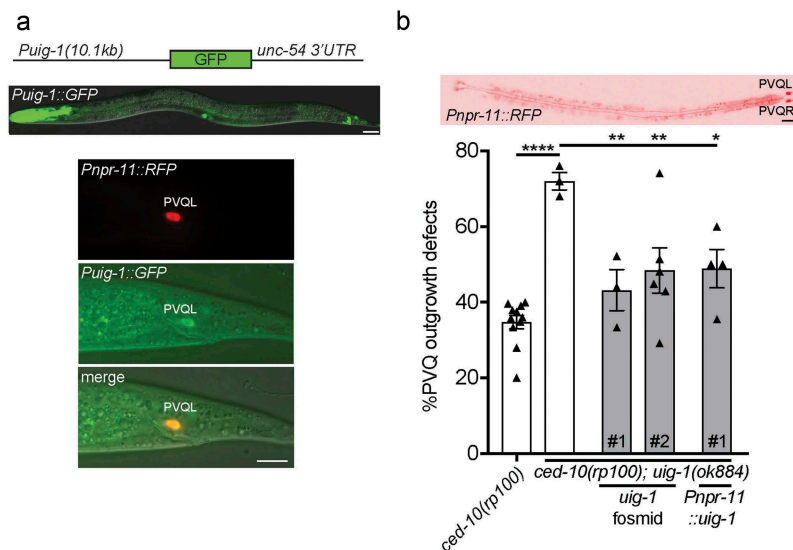 a
Puig-1(10.1kb)
GFP
unc-54 3'UTR
Puig-1::GFP
Pnpr-11::RFP
PVQL
Puig-1::GFP
PVQL
merge
PVQL
b
PVQL
PVQR
Pnpr-11::RFP
**** ** ** *
80
60
40
20
0
%PVQ outgrowth defects
#1 #2 #1
ced-10(rp100)
ced-10(rp100); uig-1(ok884)
uig-1
fosmid
Pnpr-11
::uig-1